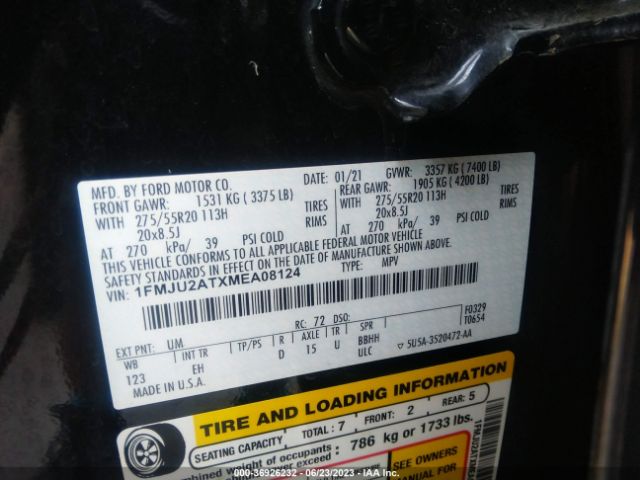 MFD. BY FORD MOTOR CO.
DATE: 01/21 GVWR: 3357 KG ( 7400 LB)
FRONT GAWR: 1531 KG ( 3375 LB) REAR GAWR: 1905 KG ( 4200 LB)
WITH 275/55R20 113H TIRES WITH 275/55R20 113H TIRES
20x8.5J RIMS 20x8.5J RIMS
AT 270 kPa/ 39 PSI COLD AT 270 kPa/ 39 PSI COLD
THIS VEHICLE CONFORMS TO ALL APPLICABLE FEDERAL MOTOR VEHICLE
SAFETY STANDARDS IN EFFECT ON THE DATE OF MANUFACTURE SHOWN ABOVE.
VIN: 1FMJU2ATXMEA08124 TYPE: MPV
F0329
T0654
EXT PNT: UM RC: 72 DSO:
WB INT TR TP/PS R AXLE TR SPR
123 EH D 15 U BBHH
ULC ▽ 5U5A-3520472-AA
MADE IN U.S.A.
TIRE AND LOADING INFORMATION
SEATING CAPACITY TOTAL: 7 FRONT: 2 REAR: 5
weight of occupants
exceed 786 kg or 1733 lbs.
SEE OWNERS
MANUAL FOR
000-36926232 - 06/23/2023 - IAA Inc.